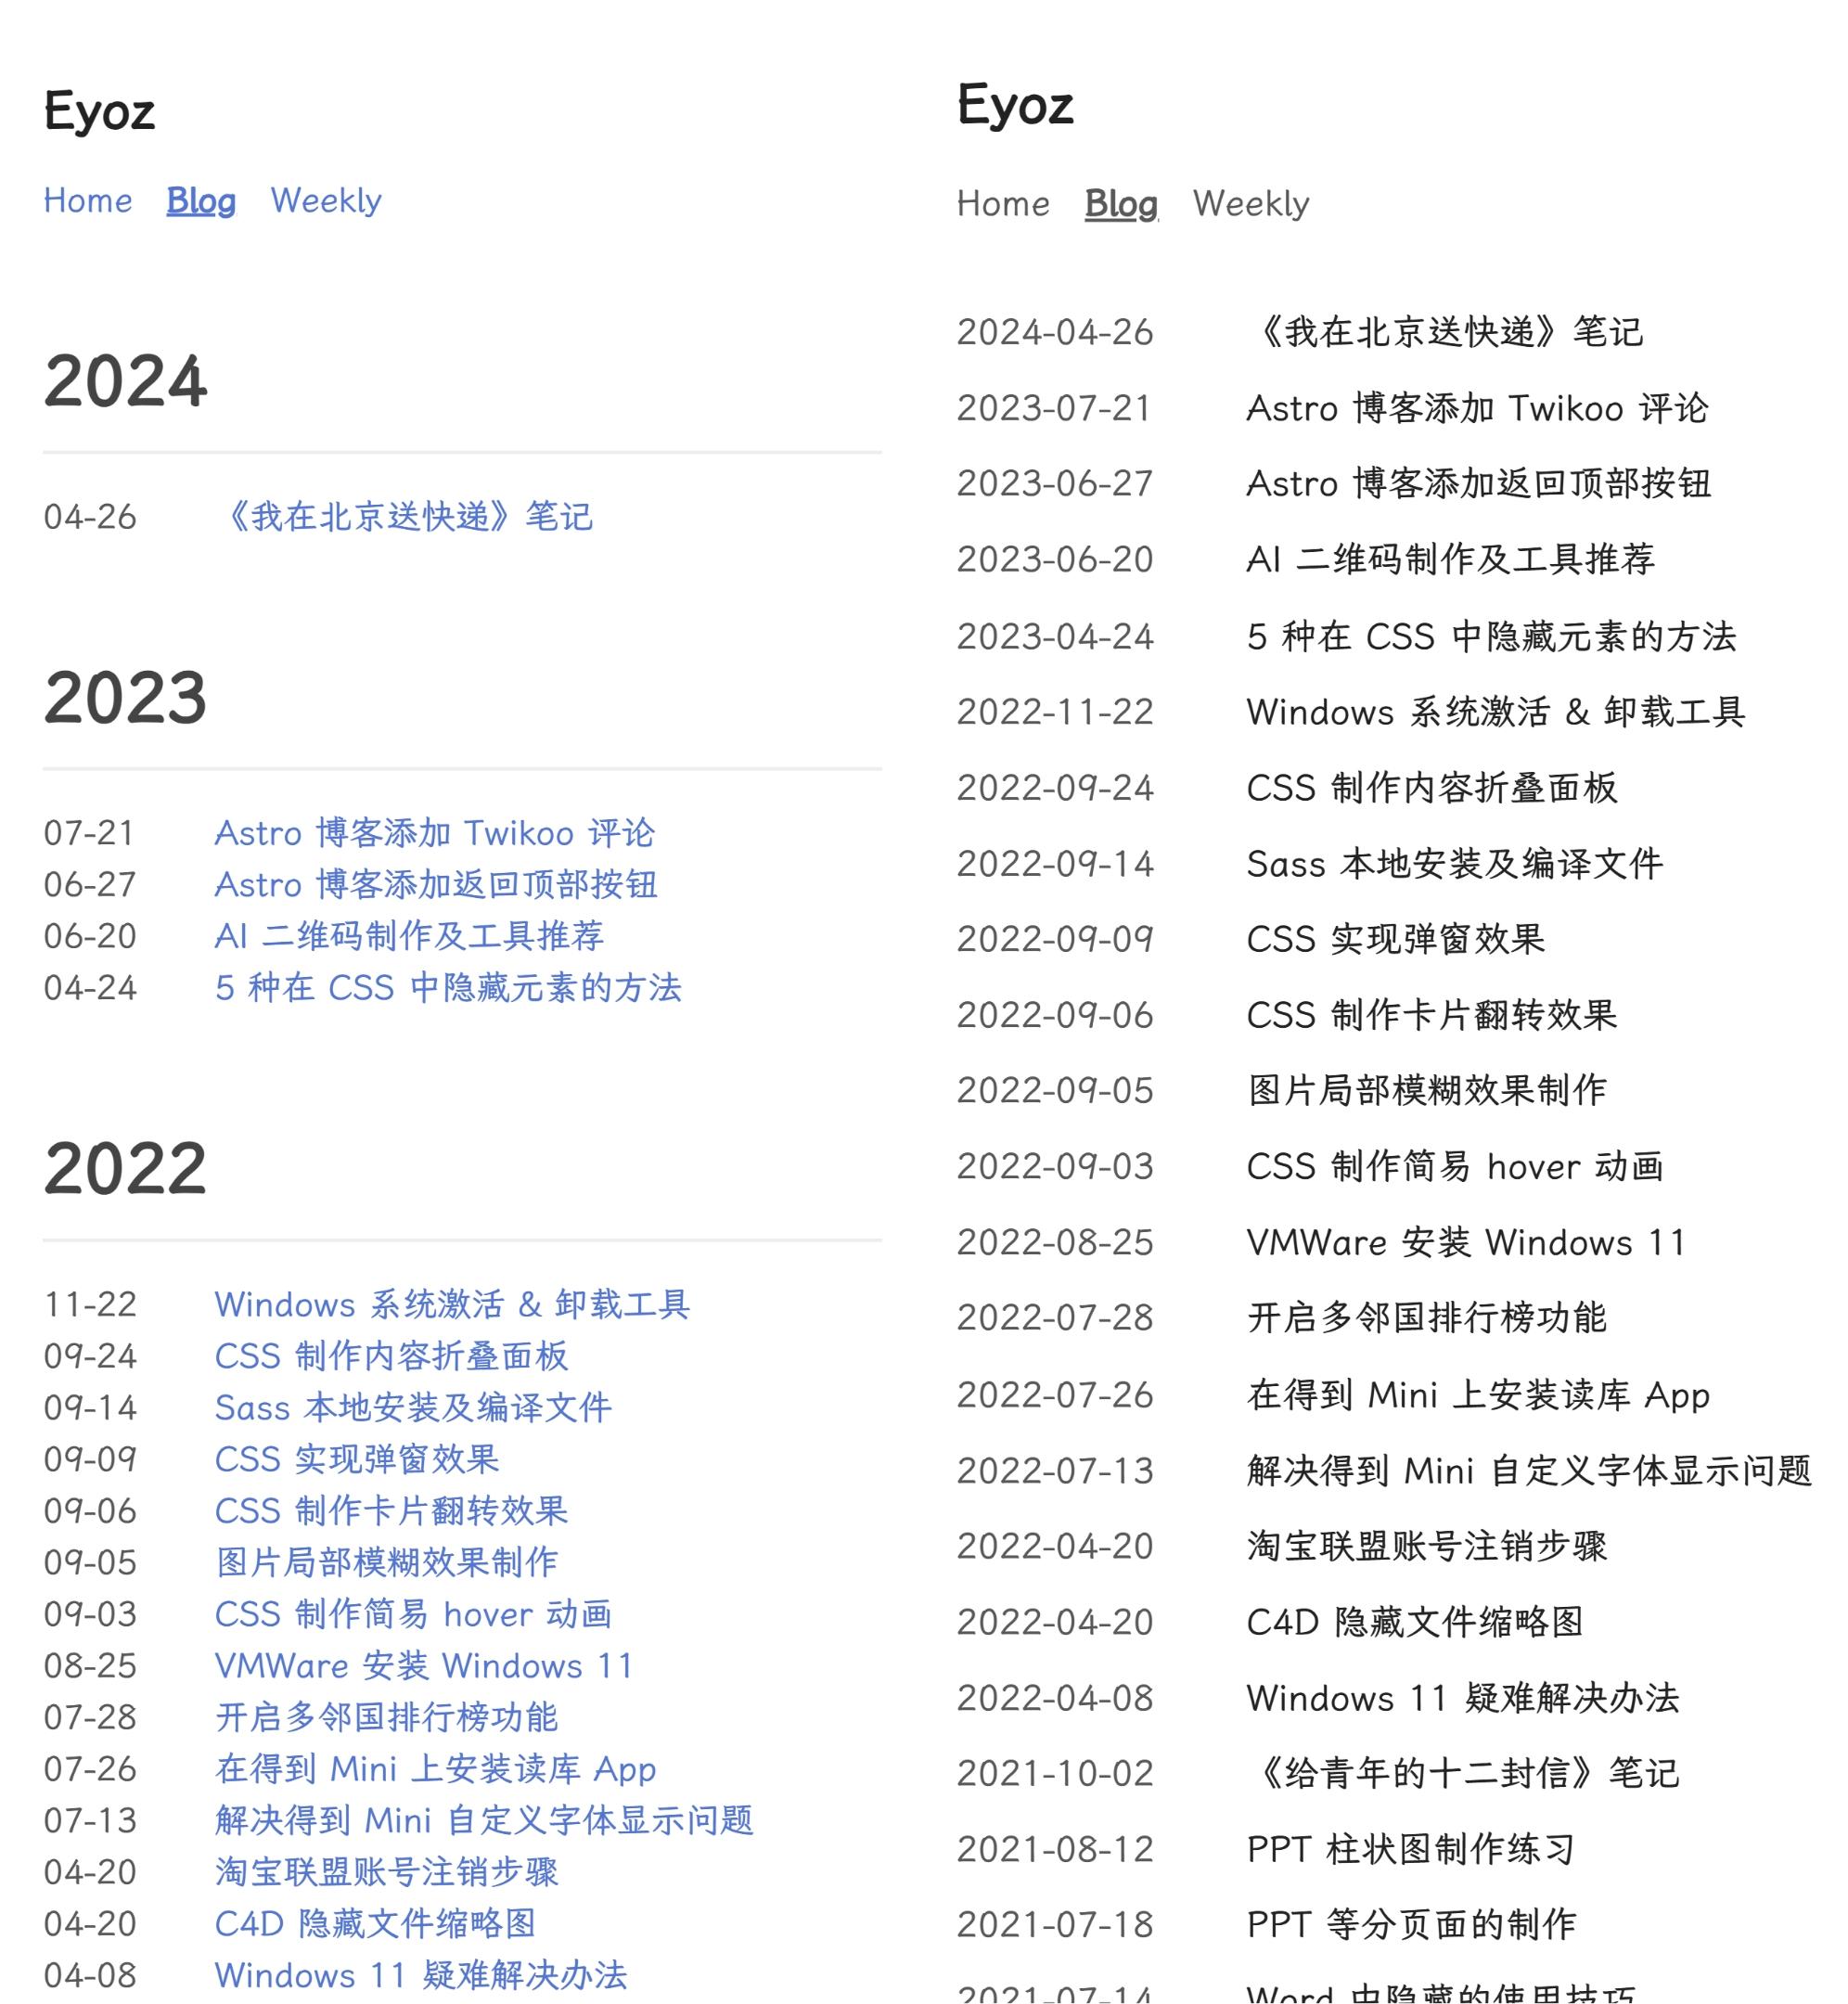 Eyoz
Home Blog Weekly
2024
04-26 《我在北京送快递》笔记
2023
07-21 Astro 博客添加 Twikoo 评论
06-27 Astro 博客添加返回顶部按钮
06-20 AI 二维码制作及工具推荐
04-24 5 种在 CSS 中隐藏元素的方法
2022
11-22 Windows 系统激活 & 卸载工具
09-24 CSS 制作内容折叠面板
09-14 Sass 本地安装及编译文件
09-09 CSS 实现弹窗效果
09-06 CSS 制作卡片翻转效果
09-05 图片局部模糊效果制作
09-03 CSS 制作简易 hover 动画
08-25 VMWare 安装 Windows 11
07-28 开启多邻国排行榜功能
07-26 在得到 Mini 上安装读库 App
07-13 解决得到 Mini 自定义字体显示问题
04-20 淘宝联盟账号注销步骤
04-20 C4D 隐藏文件缩略图
04-08 Windows 11 疑难解决办法
Eyoz
Home Blog Weekly
2024-04-26 《我在北京送快递》笔记
2023-07-21 Astro 博客添加 Twikoo 评论
2023-06-27 Astro 博客添加返回顶部按钮
2023-06-20 AI 二维码制作及工具推荐
2023-04-24 5 种在 CSS 中隐藏元素的方法
2022-11-22 Windows 系统激活 & 卸载工具
2022-09-24 CSS 制作内容折叠面板
2022-09-14 Sass 本地安装及编译文件
2022-09-09 CSS 实现弹窗效果
2022-09-06 CSS 制作卡片翻转效果
2022-09-05 图片局部模糊效果制作
2022-09-03 CSS 制作简易 hover 动画
2022-08-25 VMWare 安装 Windows 11
2022-07-28 开启多邻国排行榜功能
2022-07-26 在得到 Mini 上安装读库 App
2022-07-13 解决得到 Mini 自定义字体显示问题
2022-04-20 淘宝联盟账号注销步骤
2022-04-20 C4D 隐藏文件缩略图
2022-04-08 Windows 11 疑难解决办法
2021-10-02 《给青年的十二封信》笔记
2021-08-12 PPT 柱状图制作练习
2021-07-18 PPT 等分页面的制作
2021-07-14 Word 中隐藏的使用技巧